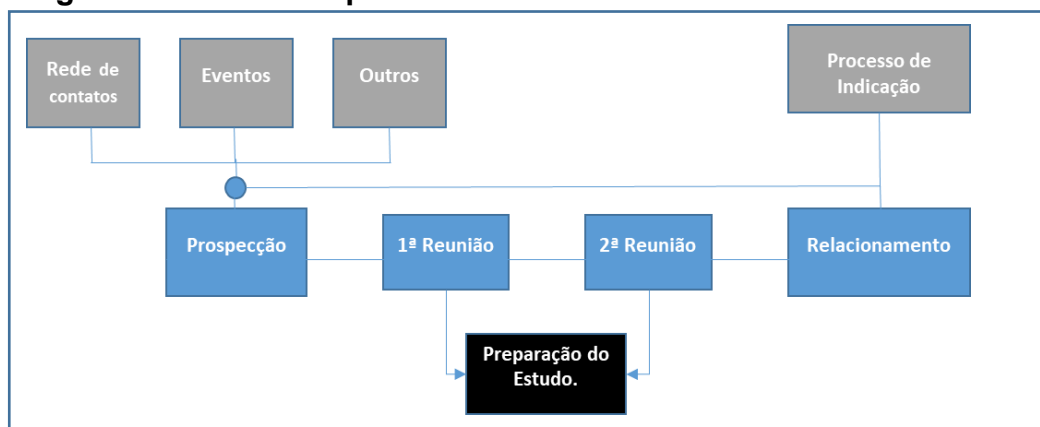 Rede de
contatos
Eventos
Outros
Processo de
Indicação
Prospecção
1ª Reunião
2ª Reunião
Relacionamento
Preparação do
Estudo.